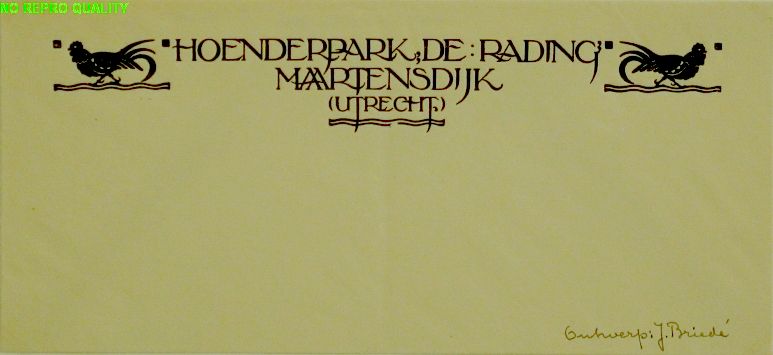 NO REPRO QUALITY
HOENDERPARK „DE:RADING”
MAARTENSDIJK
(UTRECHT.)
Ontwerp: J. Briedé